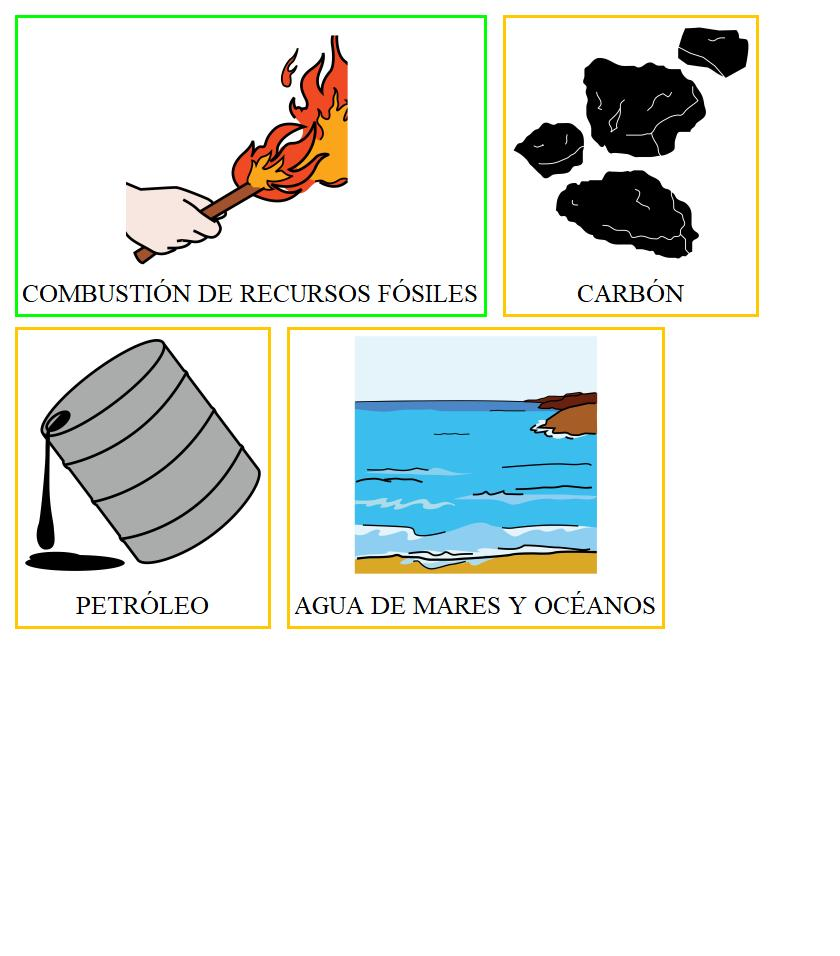 COMBUSTIÓN DE RECURSOS FÓSILES
CARBÓN
PETRÓLEO
AGUA DE MARES Y OCÉANOS